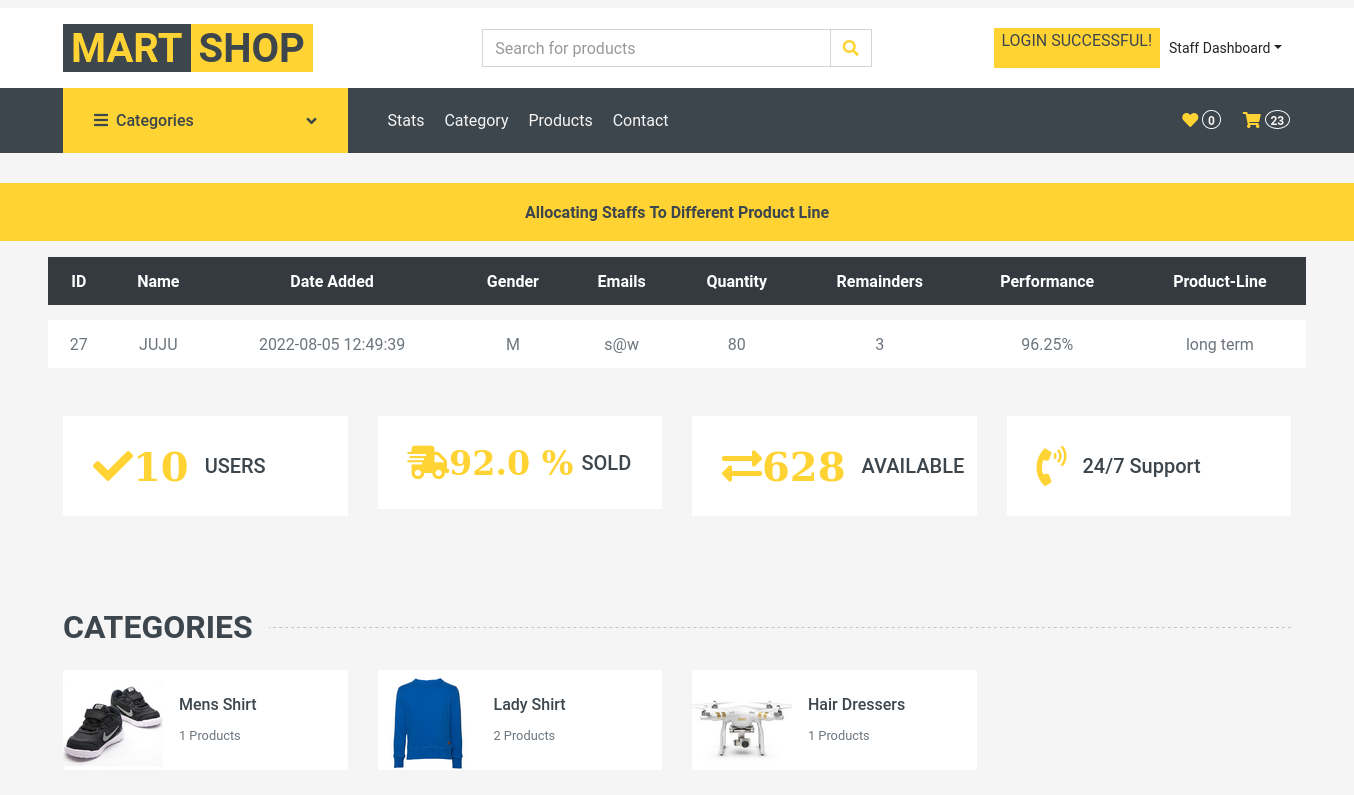 MART SHOP
Search for products
LOGIN SUCCESSFUL!
Staff Dashboard
Categories
Stats Category Products Contact
0 23
Allocating Staffs To Different Product Line
ID Name Date Added Gender Emails Quantity Remainders Performance Product-Line
27 JUJU 2022-08-05 12:49:39 M s@w 80 3 96.25% long term
10 USERS
92.0 % SOLD
628 AVAILABLE
24/7 Support
CATEGORIES
Mens Shirt
1 Products
Lady Shirt
2 Products
Hair Dressers
1 Products